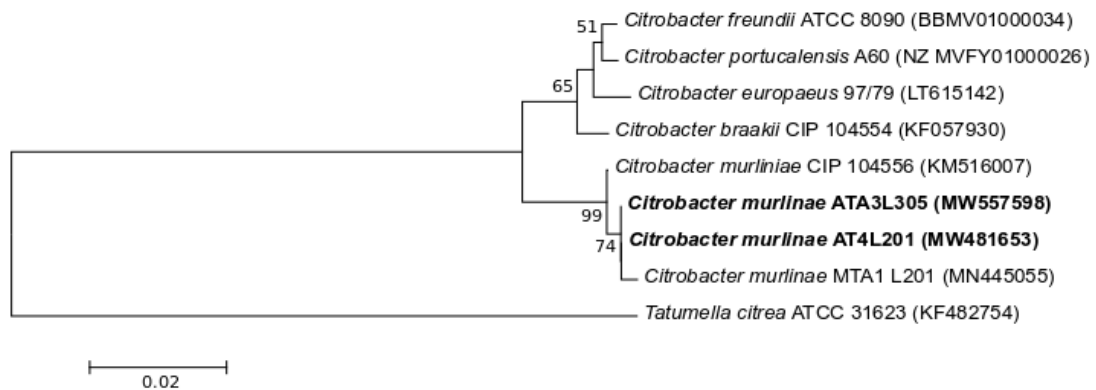 Citrobacter freundii ATCC 8090 (BBMV01000034)
51
Citrobacter portucalensis A60 (NZ MVFY01000026)
65
Citrobacter europaeus 97/79 (LT615142)
Citrobacter braakii CIP 104554 (KF057930)
Citrobacter murliniae CIP 104556 (KM516007)
Citrobacter murlinae ATA3L305 (MW557598)
99
Citrobacter murlinae AT4L201 (MW481653)
74
Citrobacter murlinae MTA1 L201 (MN445055)
Tatumella citrea ATCC 31623 (KF482754)
0.02